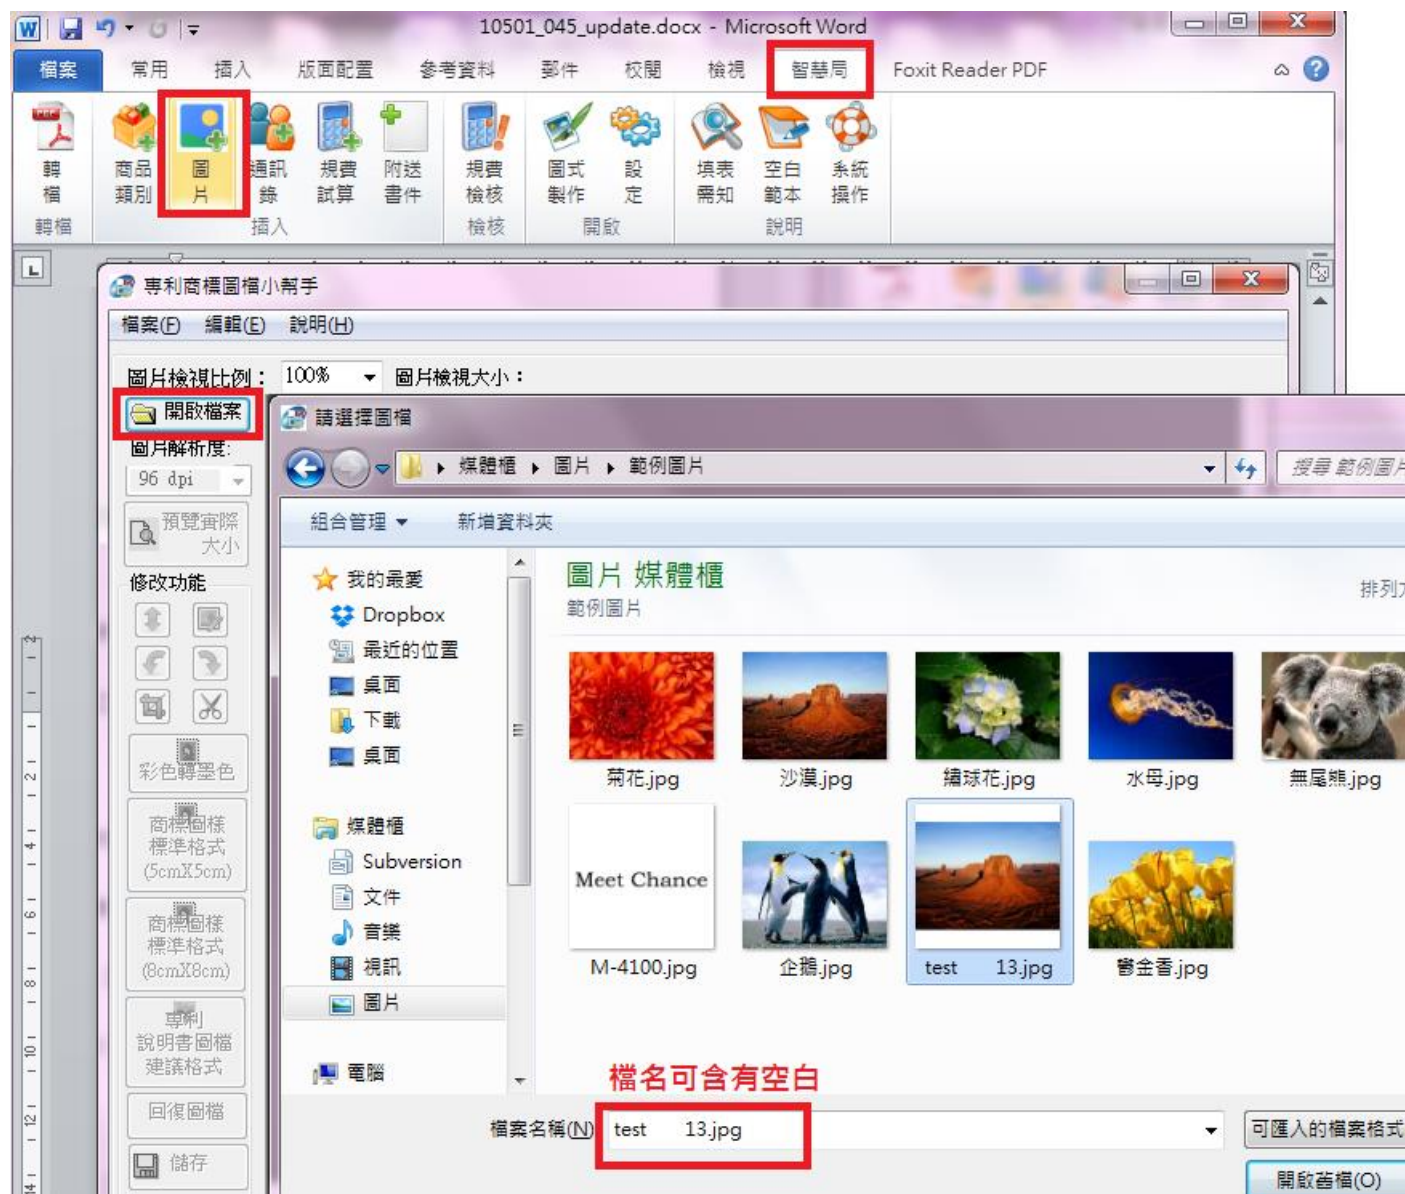 10501_045_update.docx - Microsoft Word
檔案 常用 插入 版面配置 參考資料 郵件 校閱 檢視 智慧局 Foxit Reader PDF
轉檔 商品類別 圖片 通訊錄 規費試算 附送書件 規費檢核 圖式製作 設定 填表需知 空白範本 系統操作
轉檔 插入 檢核 開啟 說明
專利商標圖檔小幫手
檔案(F) 編輯(E) 說明(H)
圖片檢視比例： 100% 圖片檢視大小：
開啟檔案
圖片解析度:
96 dpi
預覽實際
大小
修改功能
彩色轉墨色
商標圖樣
標準格式
(5cmX5cm)
商標圖樣
標準格式
(8cmX8cm)
專利
說明書圖檔
建議格式
回復圖檔
儲存
請選擇圖檔
媒體櫃 圖片 範例圖片
搜尋 範例圖片
組合管理 新增資料夾
我的最愛
Dropbox
最近的位置
桌面
下載
桌面
媒體櫃
Subversion
文件
音樂
視訊
圖片
電腦
圖片 媒體櫃
範例圖片
排列
菊花.jpg 沙漠.jpg 繡球花.jpg 水母.jpg 無尾熊.jpg
Meet Chance
M-4100.jpg 企鵝.jpg test 13.jpg 鬱金香.jpg
檔名可含有空白
檔案名稱(N) test 13.jpg
可匯入的檔案格式
開啟舊檔(O)